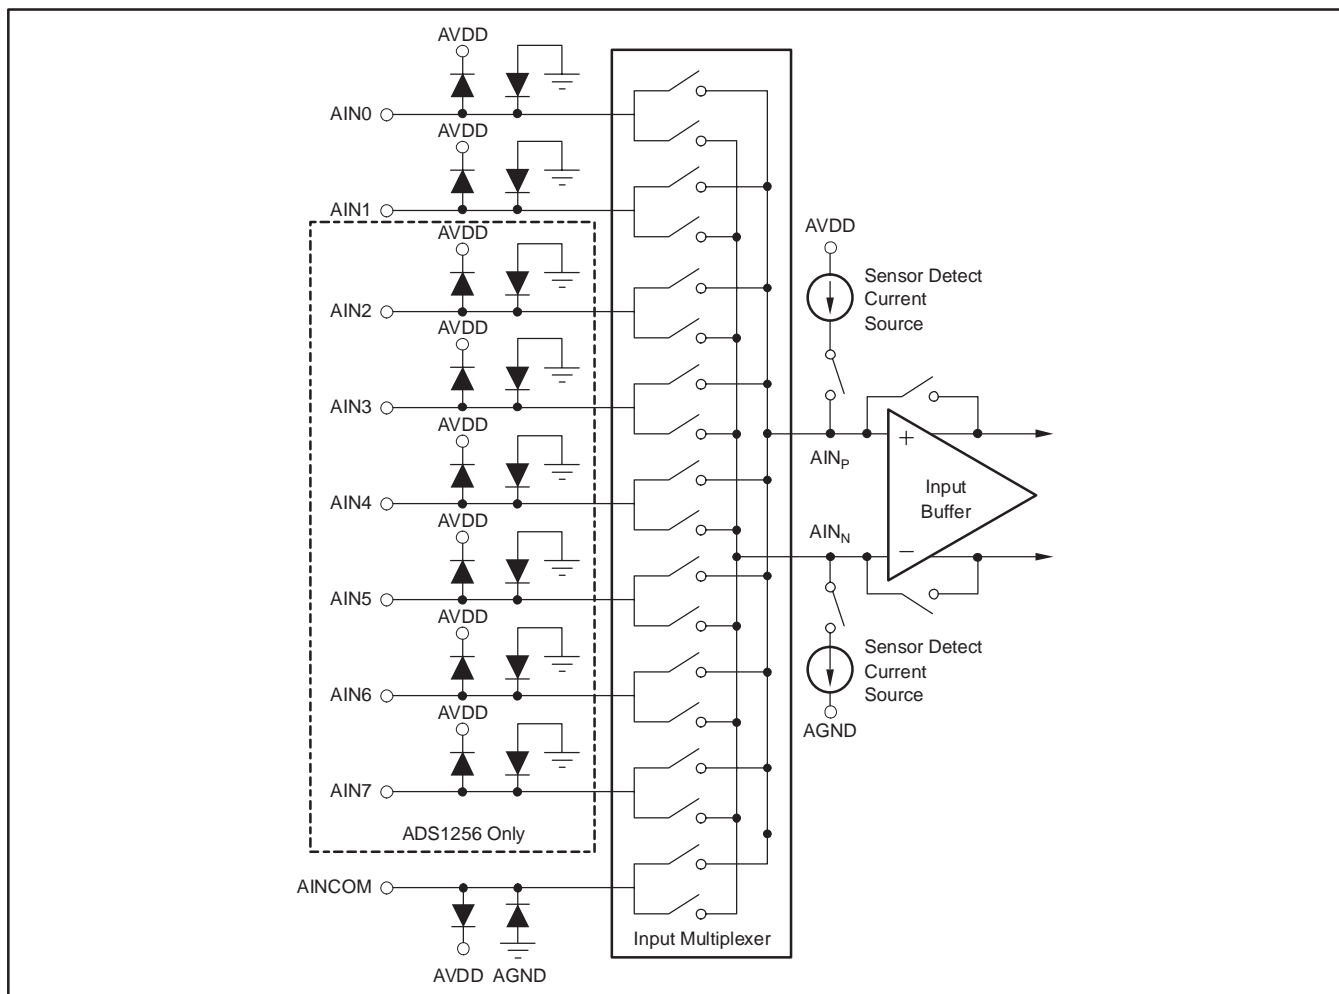 AVDD
AIN0
AVDD
AIN1
AVDD
AIN2
AVDD
AIN3
AVDD
AIN4
AVDD
AIN5
AVDD
AIN6
AVDD
AIN7
ADS1256 Only
AINCOM
AVDD AGND
Input Multiplexer
AVDD
Sensor Detect
Current
Source
AINP
+
Input
Buffer
AINN
−
Sensor Detect
Current
Source
AGND